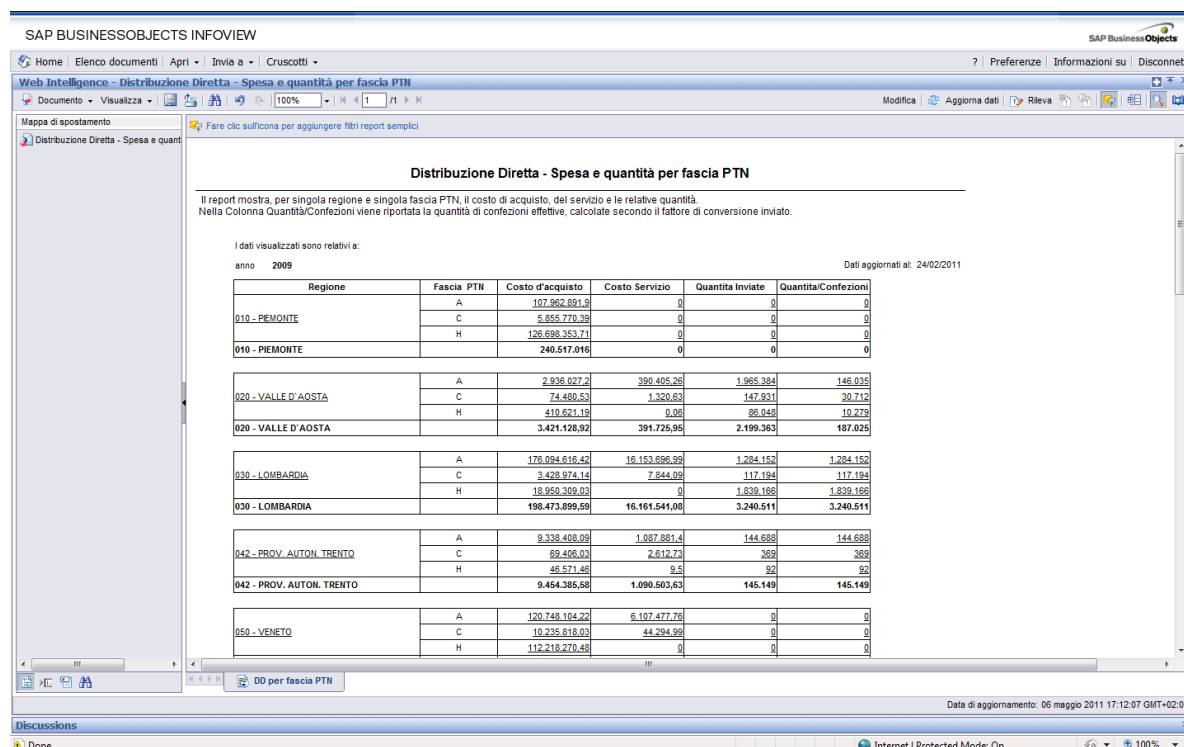 SAP BUSINESSOBJECTS INFOVIEW
SAP BusinessObjects
Home Elenco documenti Apri Invia a Cruscotti ? Preferenze Informazioni su Disconnet
Web Intelligence - Distribuzione Diretta - Spesa e quantità per fascia PTN
Documento Visualizza 100% 1 /1 Modifica Aggiorna dati Rileva
Mappa di spostamento
Fare clic sull'icona per aggiungere filtri report semplici
Distribuzione Diretta - Spesa e quant
Distribuzione Diretta - Spesa e quantità per fascia PTN
Il report mostra, per singola regione e singola fascia PTN, il costo di acquisto, del servizio e le relative quantità.
Nella Colonna Quantità/Confezioni viene riportata la quantità di confezioni effettive, calcolate secondo il fattore di conversione inviato.
I dati visualizzati sono relativi a:
anno 2009 Dati aggiornati al: 24/02/2011
Regione Fascia PTN Costo d'acquisto Costo Servizio Quantita Inviate Quantita/Confezioni
A 107.962.891,9 0 0 0
010 - PIEMONTE C 5.855.770,39 0 0 0
H 126.698.353,71 0 0 0
010 - PIEMONTE 240.517.016 0 0 0
A 2.936.027,2 390.405,26 1.965.384 146.035
020 - VALLE D`AOSTA C 74.480,53 1.320,63 147.931 30.712
H 410.621,19 0,06 86.048 10.279
020 - VALLE D'AOSTA 3.421.128,92 391.725,95 2.199.363 187.025
A 176.094.616,42 16.153.696,99 1.284.152 1.284.152
030 - LOMBARDIA C 3.428.974,14 7.844,09 117.194 117.194
H 18.950.309,03 0 1.839.166 1.839.166
030 - LOMBARDIA 198.473.899,59 16.161.541,08 3.240.511 3.240.511
A 9.338.408,09 1.087.881,4 144.688 144.688
042 - PROV. AUTON. TRENTO C 69.406,03 2.612,73 369 369
H 46.571,46 9,5 92 92
042 - PROV. AUTON. TRENTO 9.454.385,58 1.090.503,63 145.149 145.149
A 120.748.104,22 6.107.477,76 0 0
050 - VENETO C 10.235.818,03 44.294,99 0 0
H 112.218.270,48 0 0 0
DD per fascia PTN
Data di aggiornamento: 06 maggio 2011 17:12:07 GMT+02:0
Discussions
Done Internet | Protected Mode: On 100%